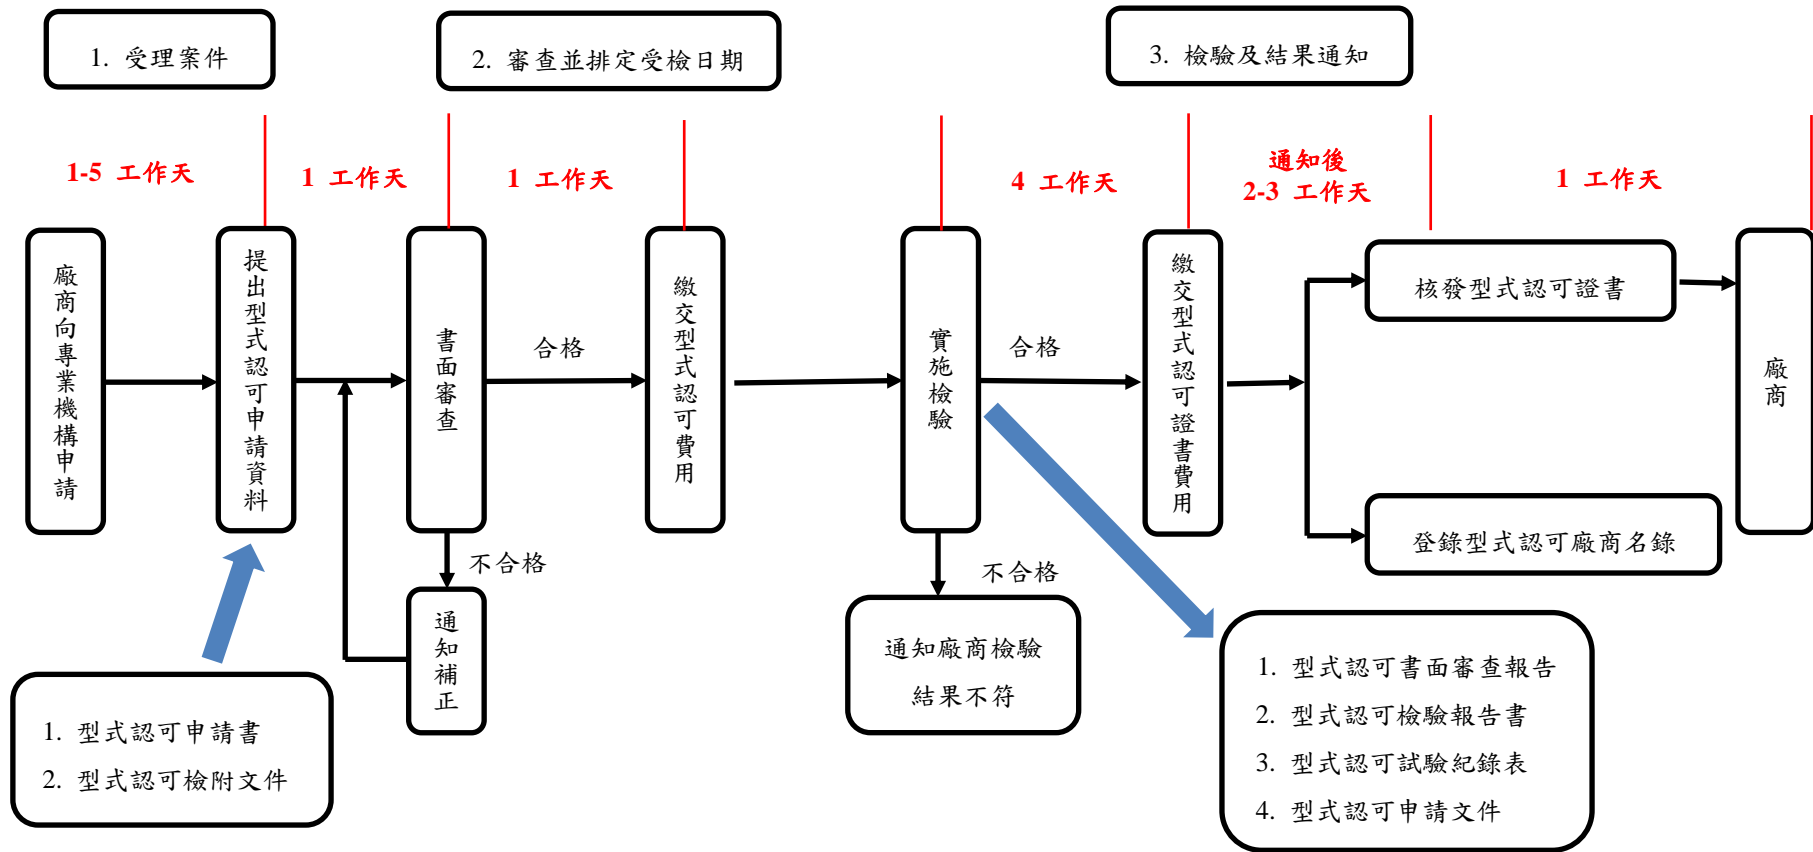 1. 受理案件
2. 審查並排定受檢日期
3. 檢驗及結果通知
1-5 工作天
1 工作天
1 工作天
4 工作天
通知後
2-3 工作天
1 工作天
廠商向專業機構申請
提出型式認可申請資料
書面審查
合格
繳交型式認可費用
實施檢驗
合格
繳交型式認可證書費用
核發型式認可證書
廠商
登錄型式認可廠商名錄
不合格
通知補正
不合格
通知廠商檢驗
結果不符
1. 型式認可申請書
2. 型式認可檢附文件
1. 型式認可書面審查報告
2. 型式認可檢驗報告書
3. 型式認可試驗紀錄表
4. 型式認可申請文件